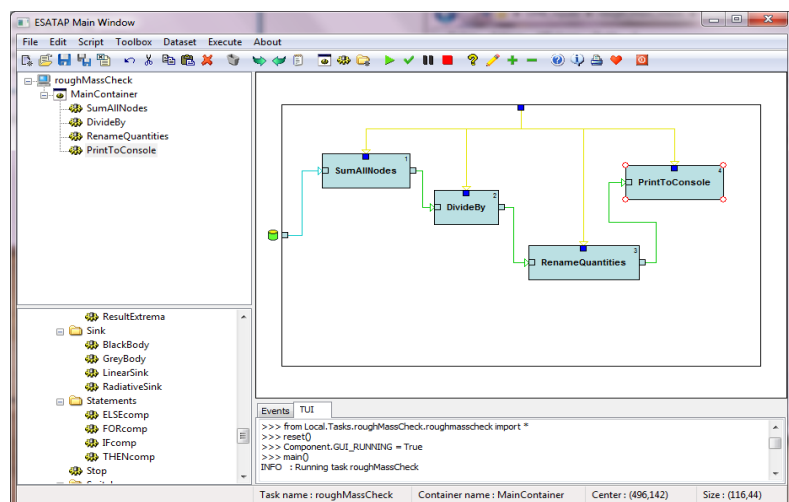 ESATAP Main Window
File Edit Script Toolbox Dataset Execute About
roughMassCheck
MainContainer
SumAllNodes
DivideBy
RenameQuantities
PrintToConsole
SumAllNodes 1
DivideBy 2
RenameQuantities 3
PrintToConsole 4
ResultExtrema
Sink
BlackBody
GreyBody
LinearSink
RadiativeSink
Statements
ELSEcomp
FORcomp
IFcomp
THENcomp
Stop
Events TUI
>>> from Local.Tasks.roughMassCheck.roughmasscheck import *
>>> reset()
>>> Component.GUI_RUNNING = True
>>> main()
INFO : Running task roughMassCheck
Task name : roughMassCheck Container name : MainContainer Center : (496,142) Size : (116,44)